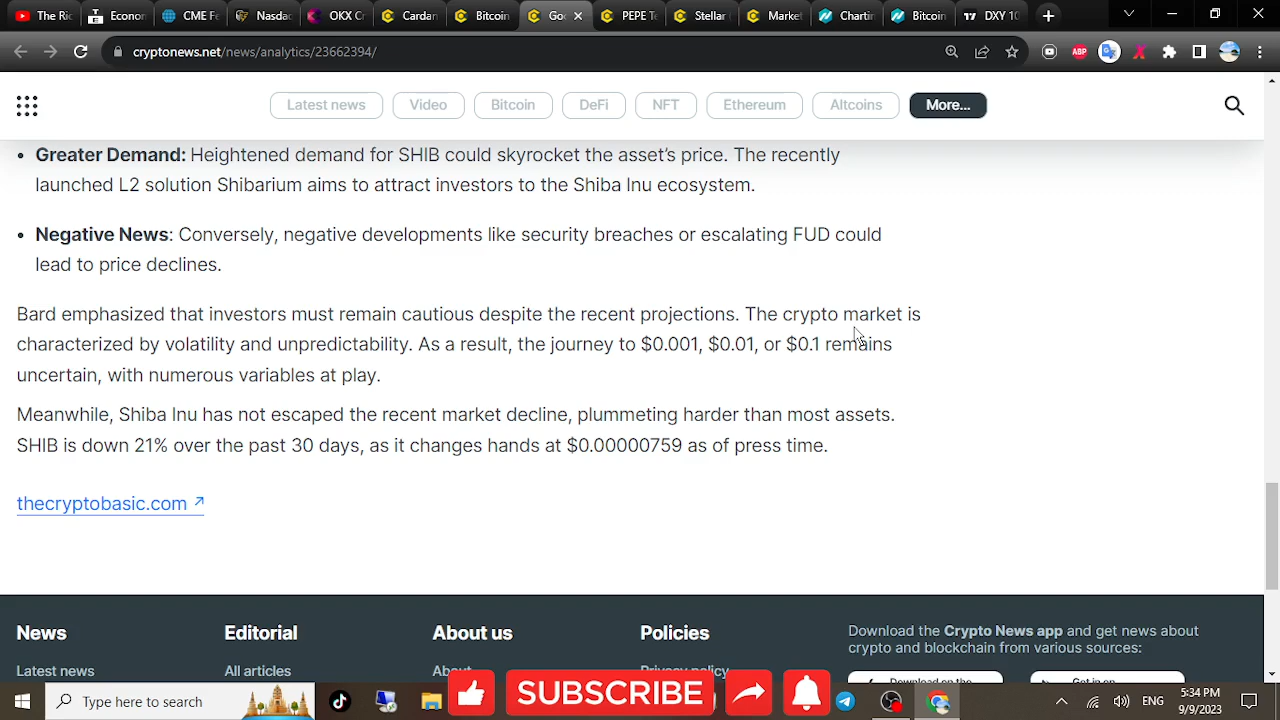 The Ri
Econom
CME Fe
Nasdac
OKX C
Cardan
Bitcoin
Go
PEPE Te
Stellar
Market
Chartin
Bitcoin
DXY 10
cryptonews.net/news/analytics/23662394/
ABP
Latest news
Video
Bitcoin
DeFi
NFT
Ethereum
Altcoins
More...
• Greater Demand: Heightened demand for SHIB could skyrocket the asset's price. The recently
launched L2 solution Shibarium aims to attract investors to the Shiba Inu ecosystem.
• Negative News: Conversely, negative developments like security breaches or escalating FUD could
lead to price declines.
Bard emphasized that investors must remain cautious despite the recent projections. The crypto market is
characterized by volatility and unpredictability. As a result, the journey to $0.001, $0.01, or $0.1 remains
uncertain, with numerous variables at play.
Meanwhile, Shiba Inu has not escaped the recent market decline, plummeting harder than most assets.
SHIB is down 21% over the past 30 days, as it changes hands at $0.00000759 as of press time.
thecryptobasic.com ↗
News
Editorial
About us
Policies
Download the Crypto News app and get news about
crypto and blockchain from various sources:
Latest news
All articles
About
Privacy policy
Download on the
Get in on
Type here to search
SUBSCRIBE
ENG
5:34 PM
9/9/2023